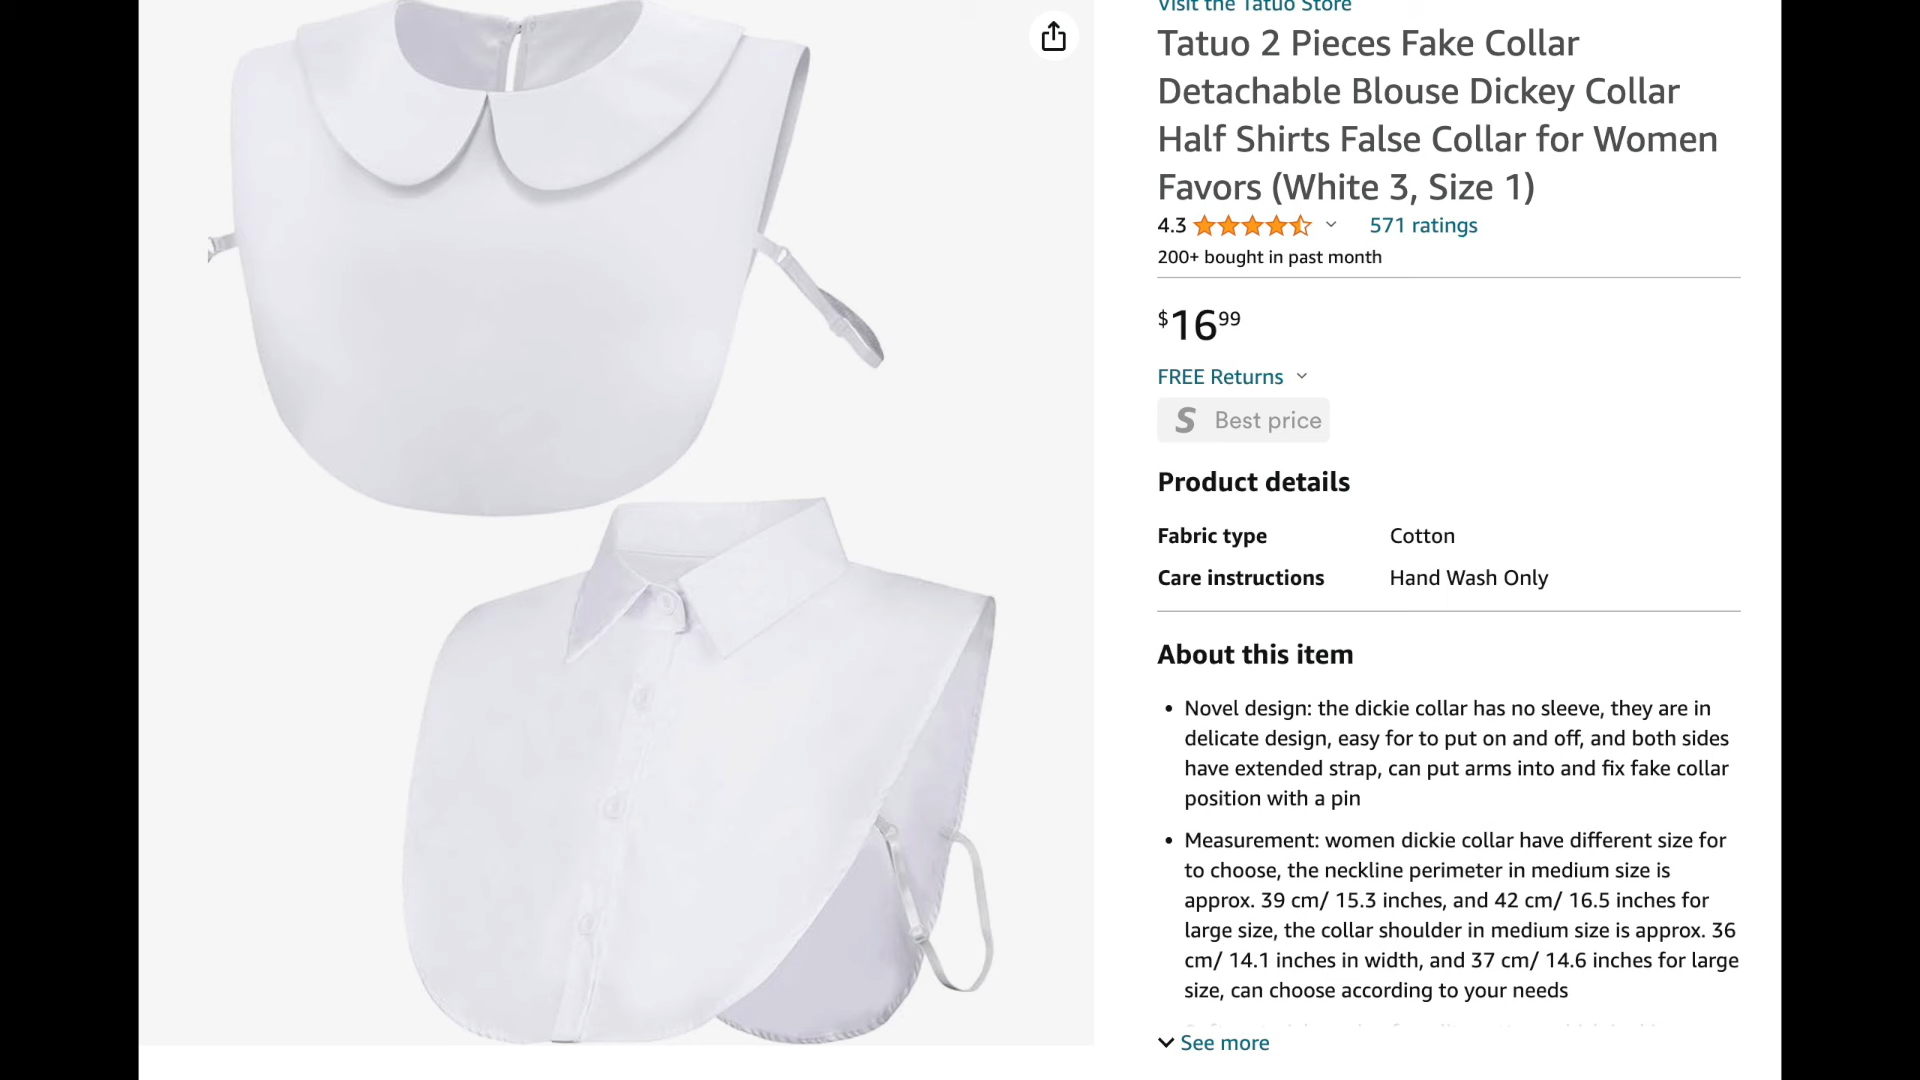 Visit the Tatuo Store
Tatuo 2 Pieces Fake Collar
Detachable Blouse Dickey Collar
Half Shirts False Collar for Women
Favors (White 3, Size 1)
4.3 571 ratings
200+ bought in past month
$1699
FREE Returns
S Best price
Product details
Fabric type Cotton
Care instructions Hand Wash Only
About this item
• Novel design: the dickie collar has no sleeve, they are in
delicate design, easy for to put on and off, and both sides
have extended strap, can put arms into and fix fake collar
position with a pin
• Measurement: women dickie collar have different size for
to choose, the neckline perimeter in medium size is
approx. 39 cm/ 15.3 inches, and 42 cm/ 16.5 inches for
large size, the collar shoulder in medium size is approx. 36
cm/ 14.1 inches in width, and 37 cm/ 14.6 inches for large
size, can choose according to your needs
See more